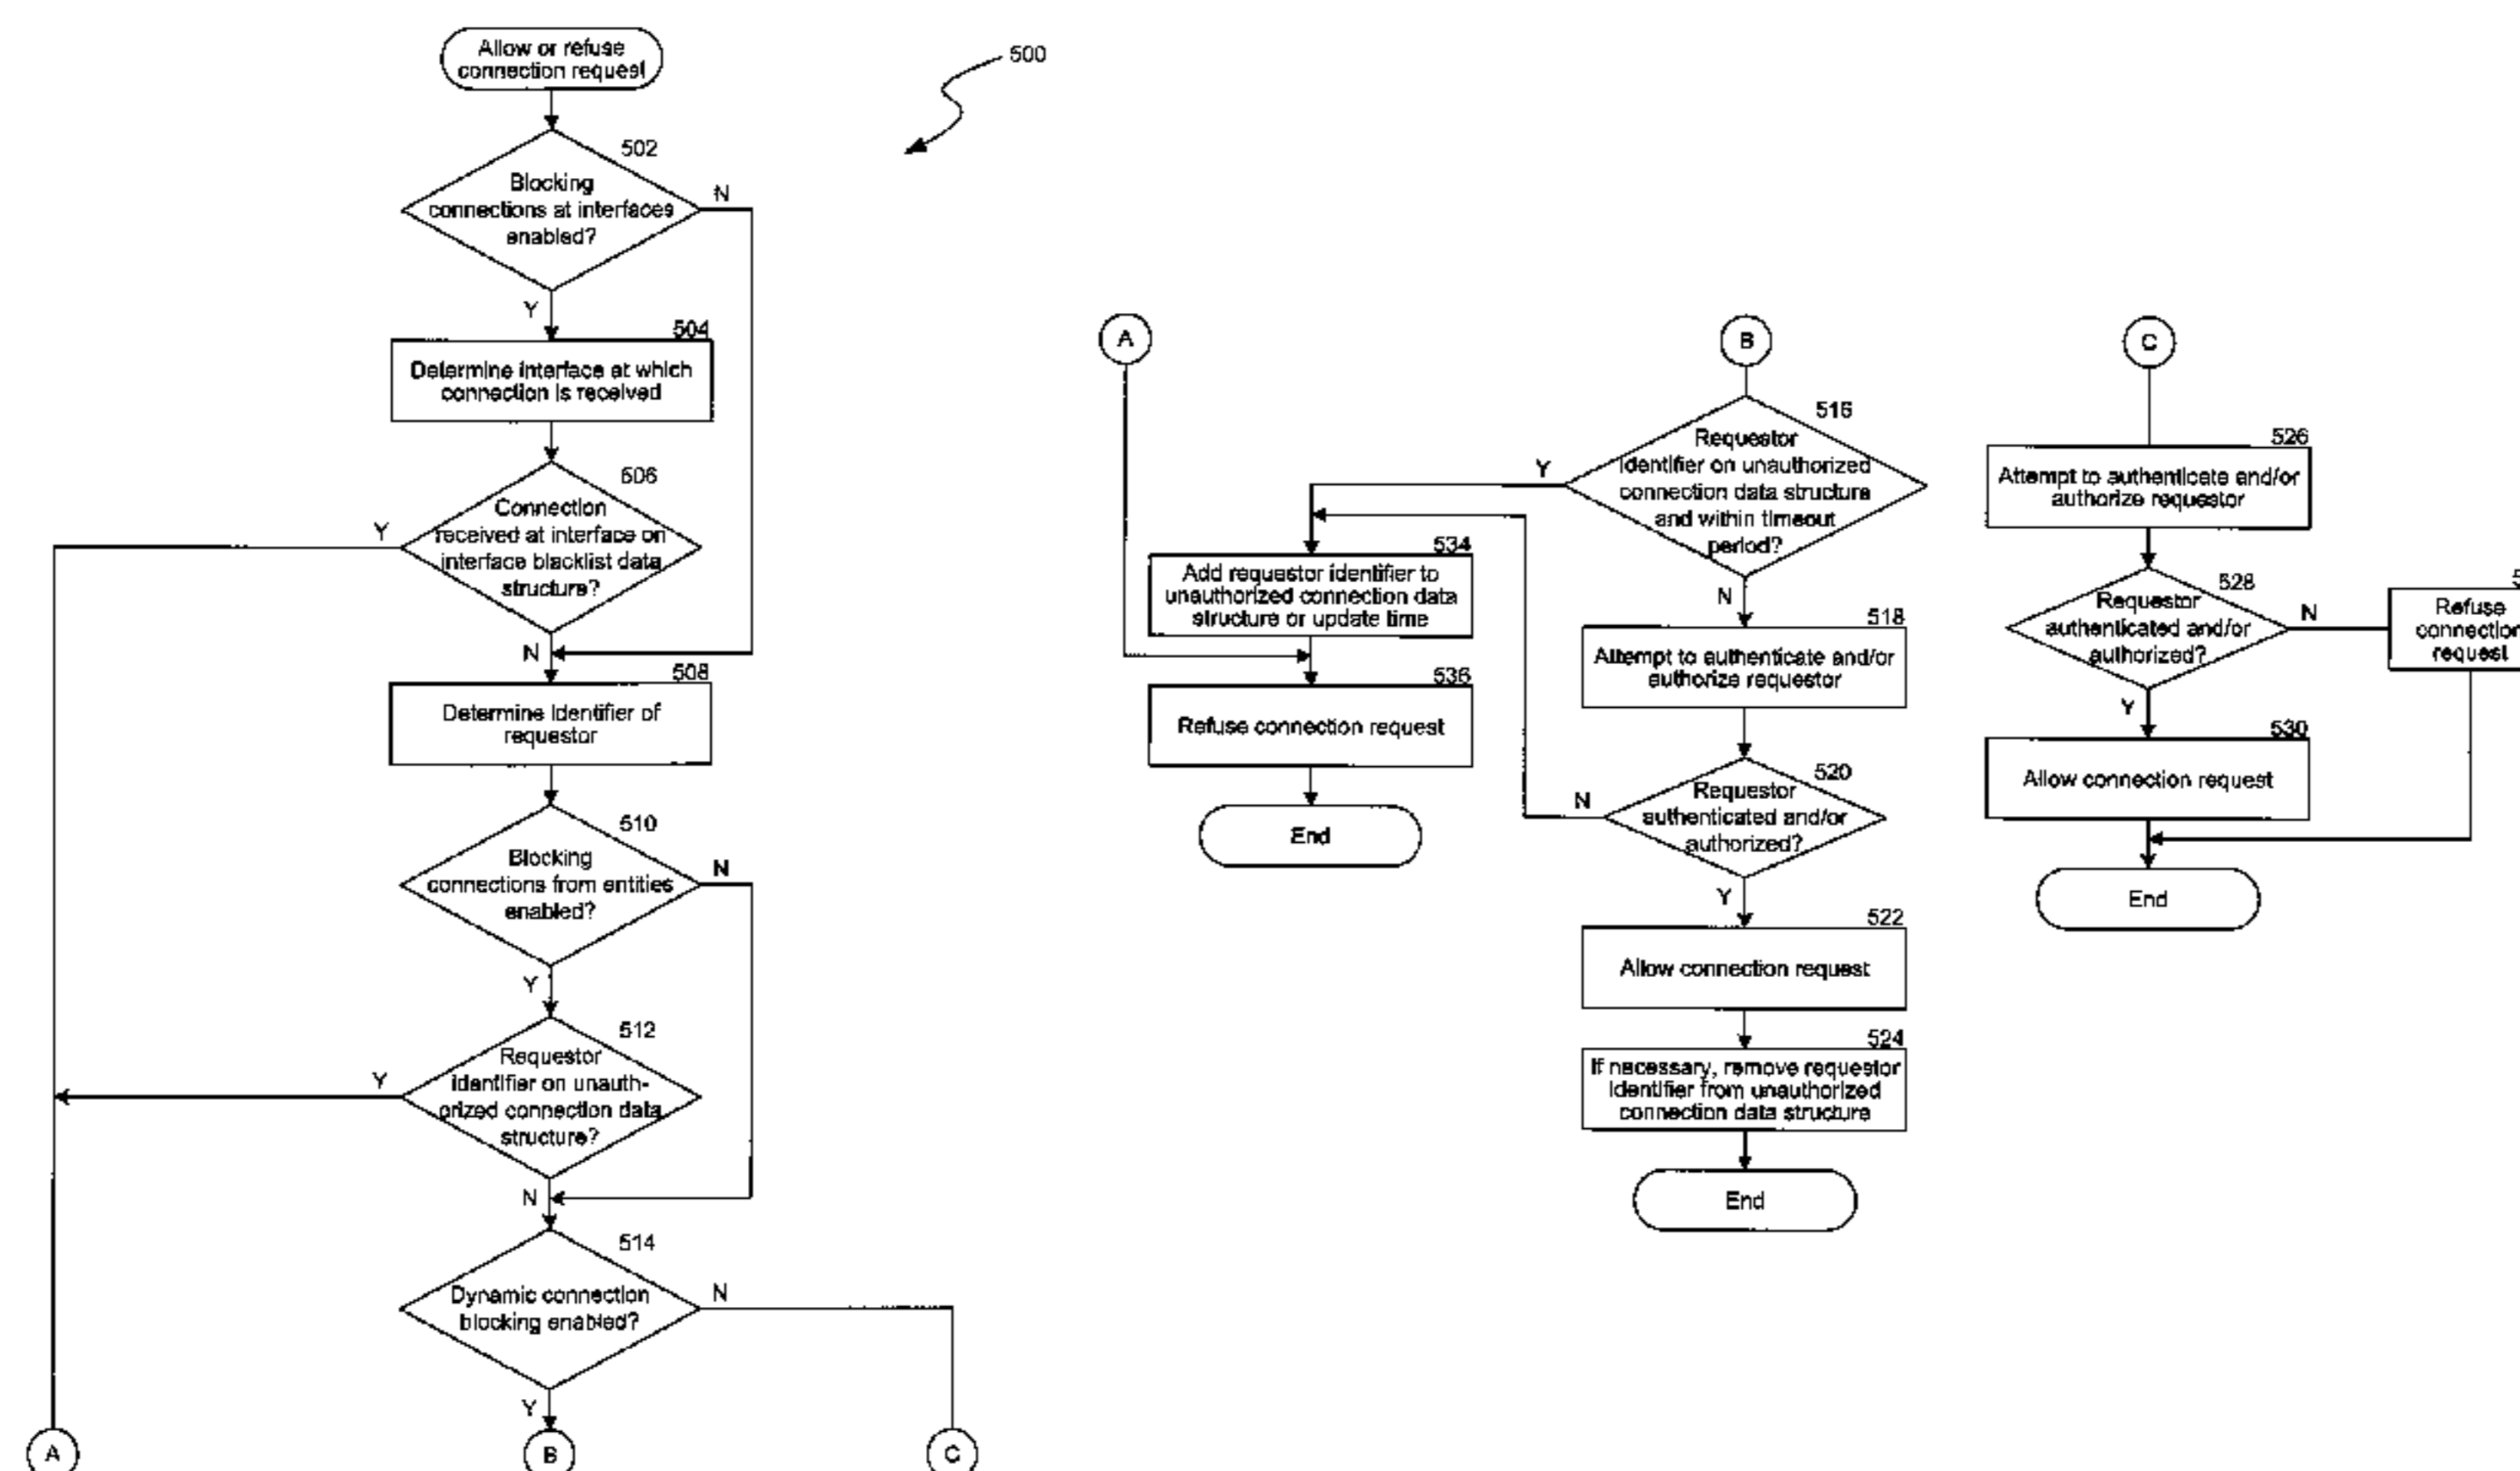 Allow or refuse
connection request
500
502
Blocking
connections at interfaces
enabled?
N
Y
504
Determine interface at which
connection is received
506
Connection
received at interface on
interface blacklist data
structure?
Y
N
508
Determine identifier of
requestor
510
Blocking
connections from entities
enabled?
N
Y
512
Requestor
identifier on unauth-
orized connection data
structure?
Y
N
514
Dynamic connection
blocking enabled?
N
Y
A
B
C
A
534
Add requestor identifier to
unauthorized connection data
structure or update time
536
Refuse connection request
End
B
516
Requestor
identifier on unauthorized
connection data structure
and within timeout
period?
Y
N
518
Attempt to authenticate and/or
authorize requestor
520
Requestor
authenticated and/or
authorized?
N
Y
522
Allow connection request
524
If necessary, remove requestor
identifier from unauthorized
connection data structure
End
C
526
Attempt to authenticate and/or
authorize requestor
528
Requestor
authenticated and/or
authorized?
N
Y
Refuse
connection
request
530
Allow connection request
End